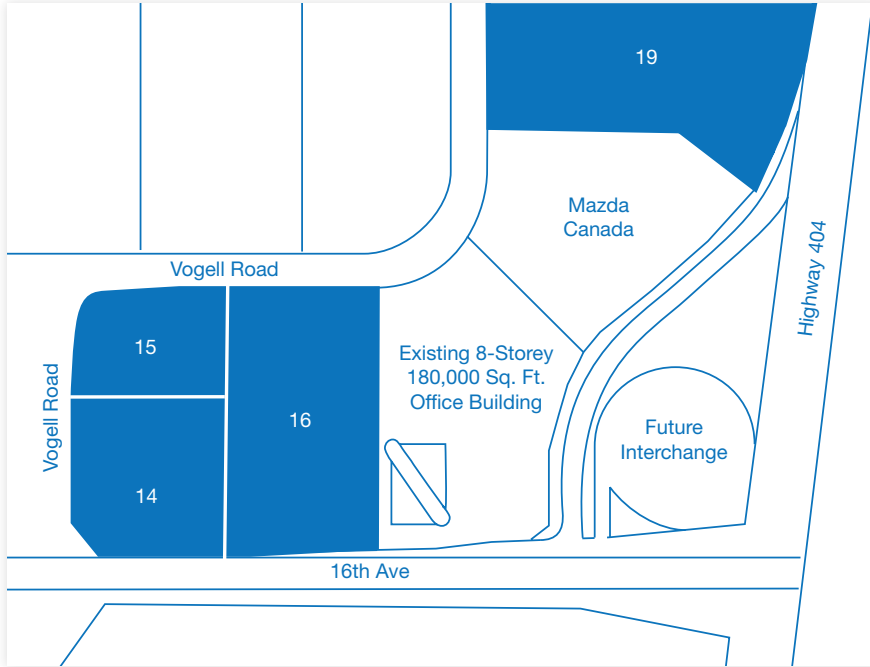 19
Mazda
Canada
Highway 404
Vogell Road
15
Existing 8-Storey
180,000 Sq. Ft.
Office Building
Vogell Road
16
Future
Interchange
14
16th Ave